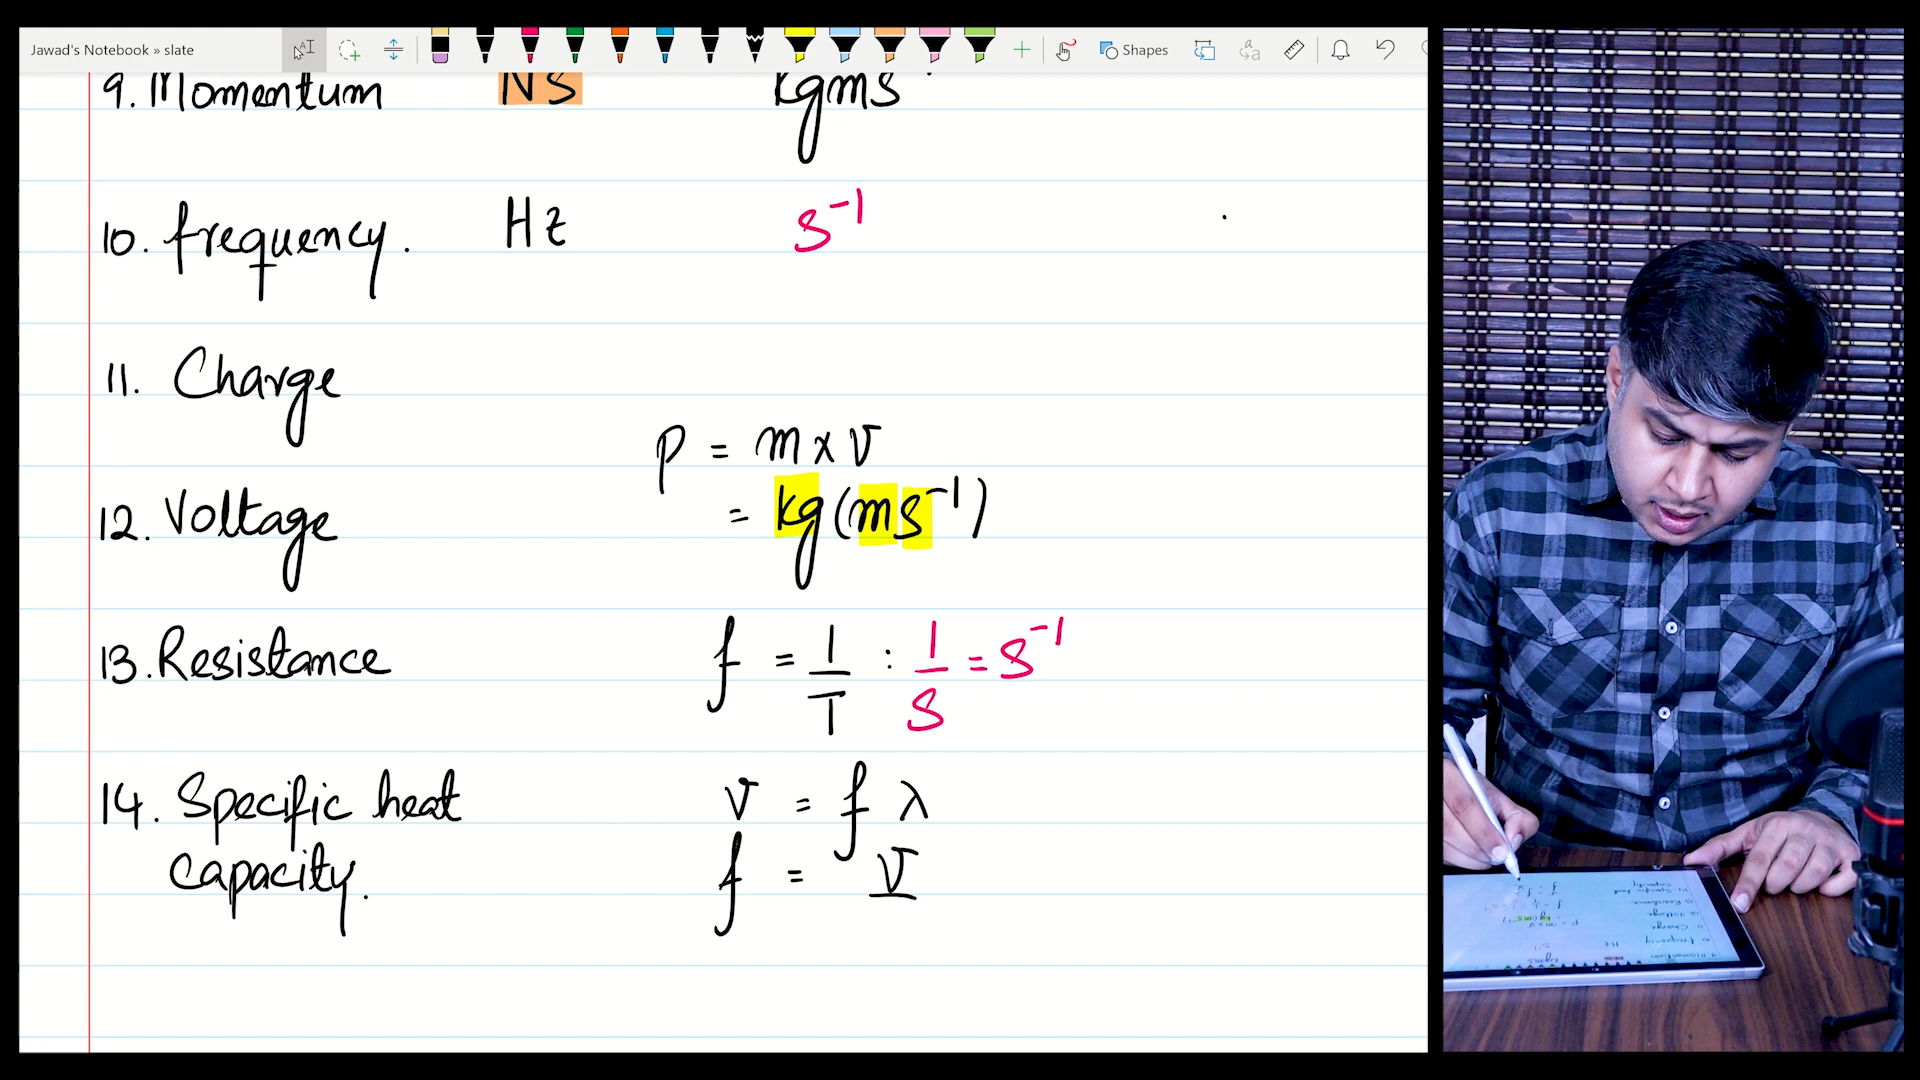 Jawad's Notebook » slate
Shapes
9. Momentum NS kgms
10. frequency. Hz s⁻¹
11. Charge
p = m x v
12. Voltage = kg(ms⁻¹)
13. Resistance f = 1/T : 1/s = s⁻¹
14. Specific heat v = f λ
capacity. f = v